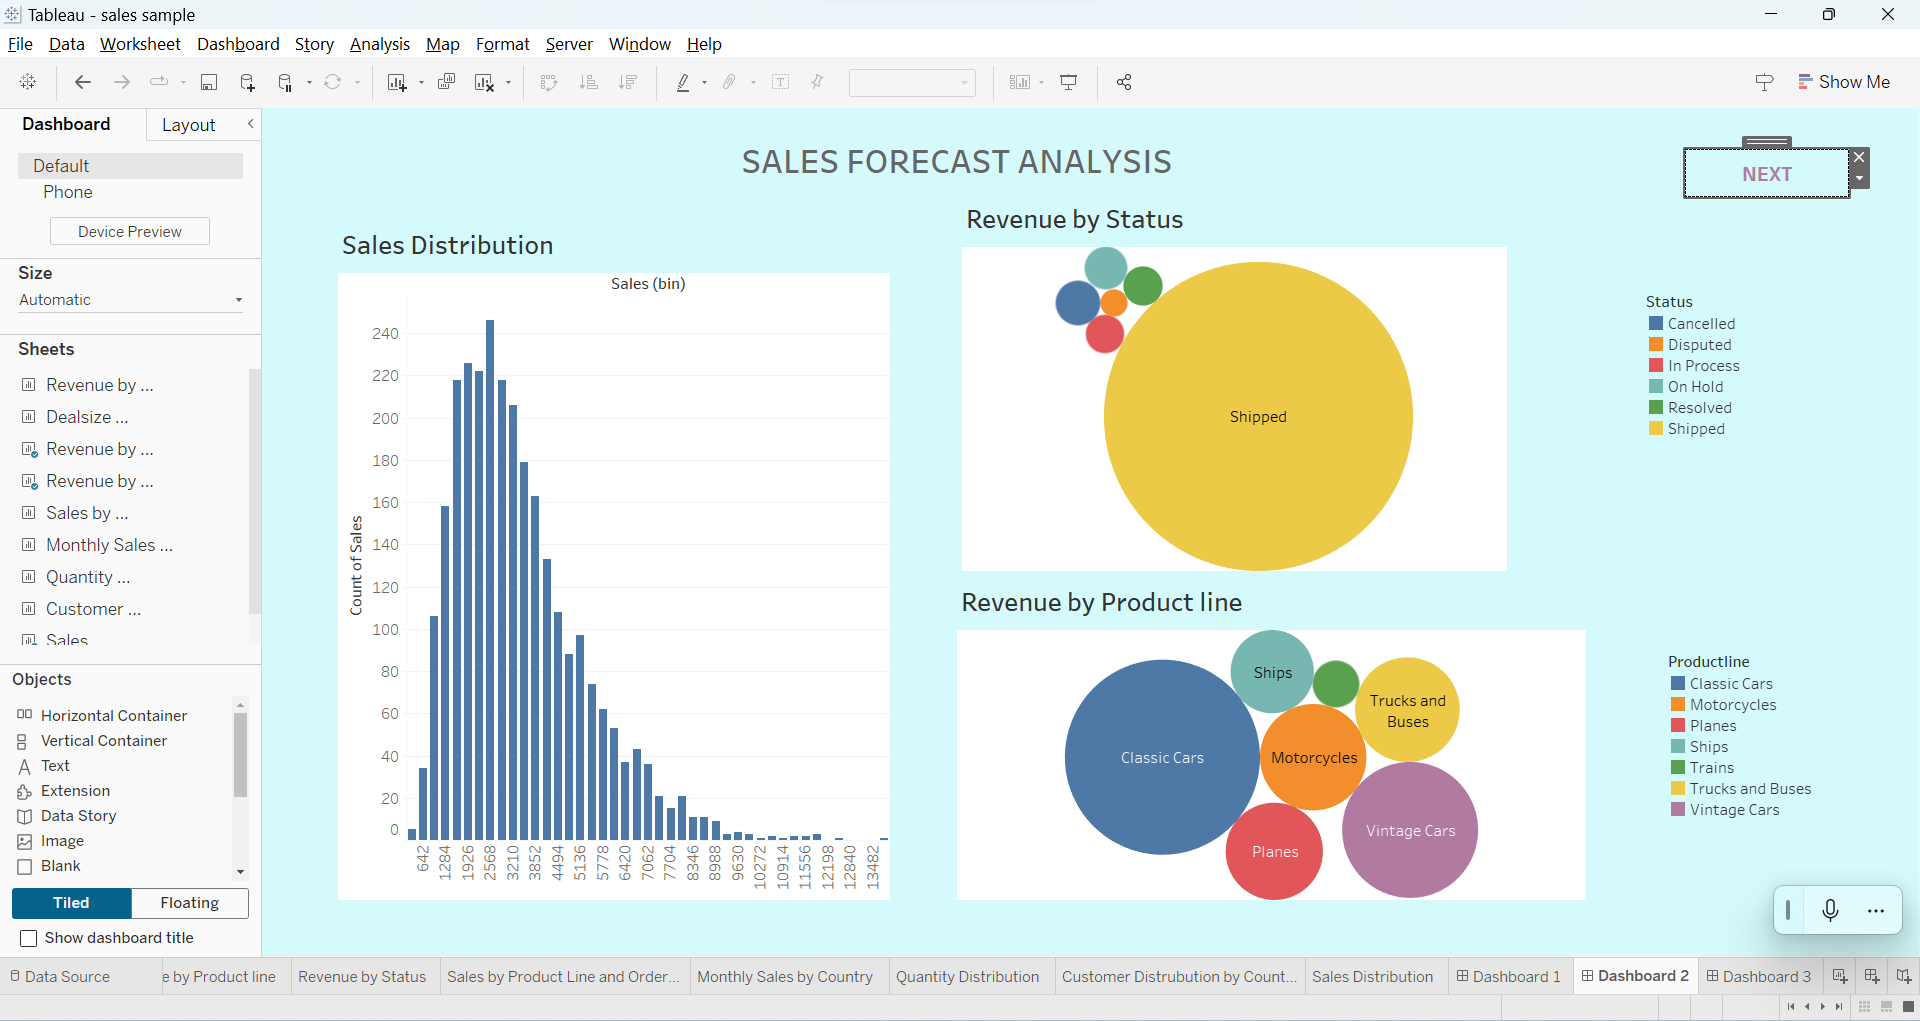 Tableau - sales sample
File Data Worksheet Dashboard Story Analysis Map Format Server Window Help
Show Me
Dashboard Layout
Default
Phone
Device Preview
Size
Automatic
Sheets
Revenue by ...
Dealsize ...
Revenue by ...
Revenue by ...
Sales by ...
Monthly Sales ...
Quantity ...
Customer ...
Sales
Objects
Horizontal Container
Vertical Container
Text
Extension
Data Story
Image
Blank
Tiled Floating
Show dashboard title
SALES FORECAST ANALYSIS
NEXT
Sales Distribution
Sales (bin)
Count of Sales
240
220
200
180
160
140
120
100
80
60
40
20
0
642 1284 1926 2568 3210 3852 4494 5136 5778 6420 7062 7704 8346 8988 9630 10272 10914 11556 12198 12840 13482
Revenue by Status
Shipped
Status
Cancelled
Disputed
In Process
On Hold
Resolved
Shipped
Revenue by Product line
Ships
Trucks and
Buses
Classic Cars
Motorcycles
Vintage Cars
Planes
Productline
Classic Cars
Motorcycles
Planes
Ships
Trains
Trucks and Buses
Vintage Cars
Data Source e by Product line Revenue by Status Sales by Product Line and Order... Monthly Sales by Country Quantity Distribution Customer Distrubution by Count... Sales Distribution Dashboard 1 Dashboard 2 Dashboard 3